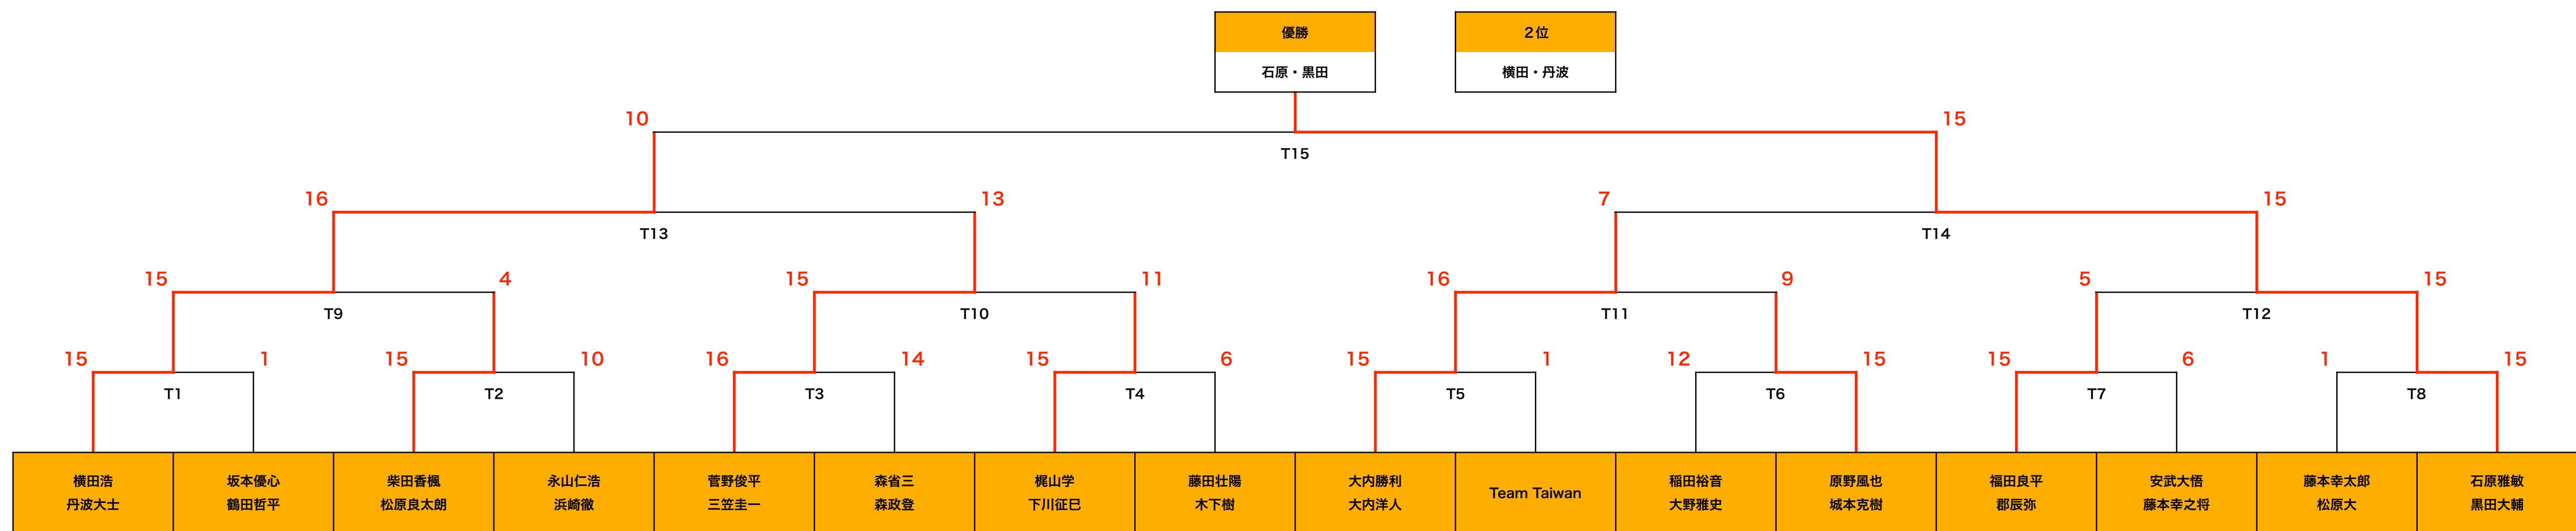 優勝
2位
石原・黒田
横田・丹波
10
15
T15
16
13
7
15
T13
T14
15
4
15
11
16
9
5
15
T9
T10
T11
T12
15
1
15
10
16
14
15
6
15
1
12
15
15
6
1
15
T1
T2
T3
T4
T5
T6
T7
T8
横田浩
丹波大士
坂本優心
鶴田哲平
柴田香楓
松原良太朗
永山仁浩
浜崎徹
菅野俊平
三笠圭一
森省三
森政登
梶山学
下川征巳
藤田壮陽
木下樹
大内勝利
大内洋人
Team Taiwan
稲田裕音
大野雅史
原野風也
城本克樹
福田良平
郡辰弥
安武大悟
藤本幸之将
藤本幸太郎
松原大
石原雅敏
黒田大輔